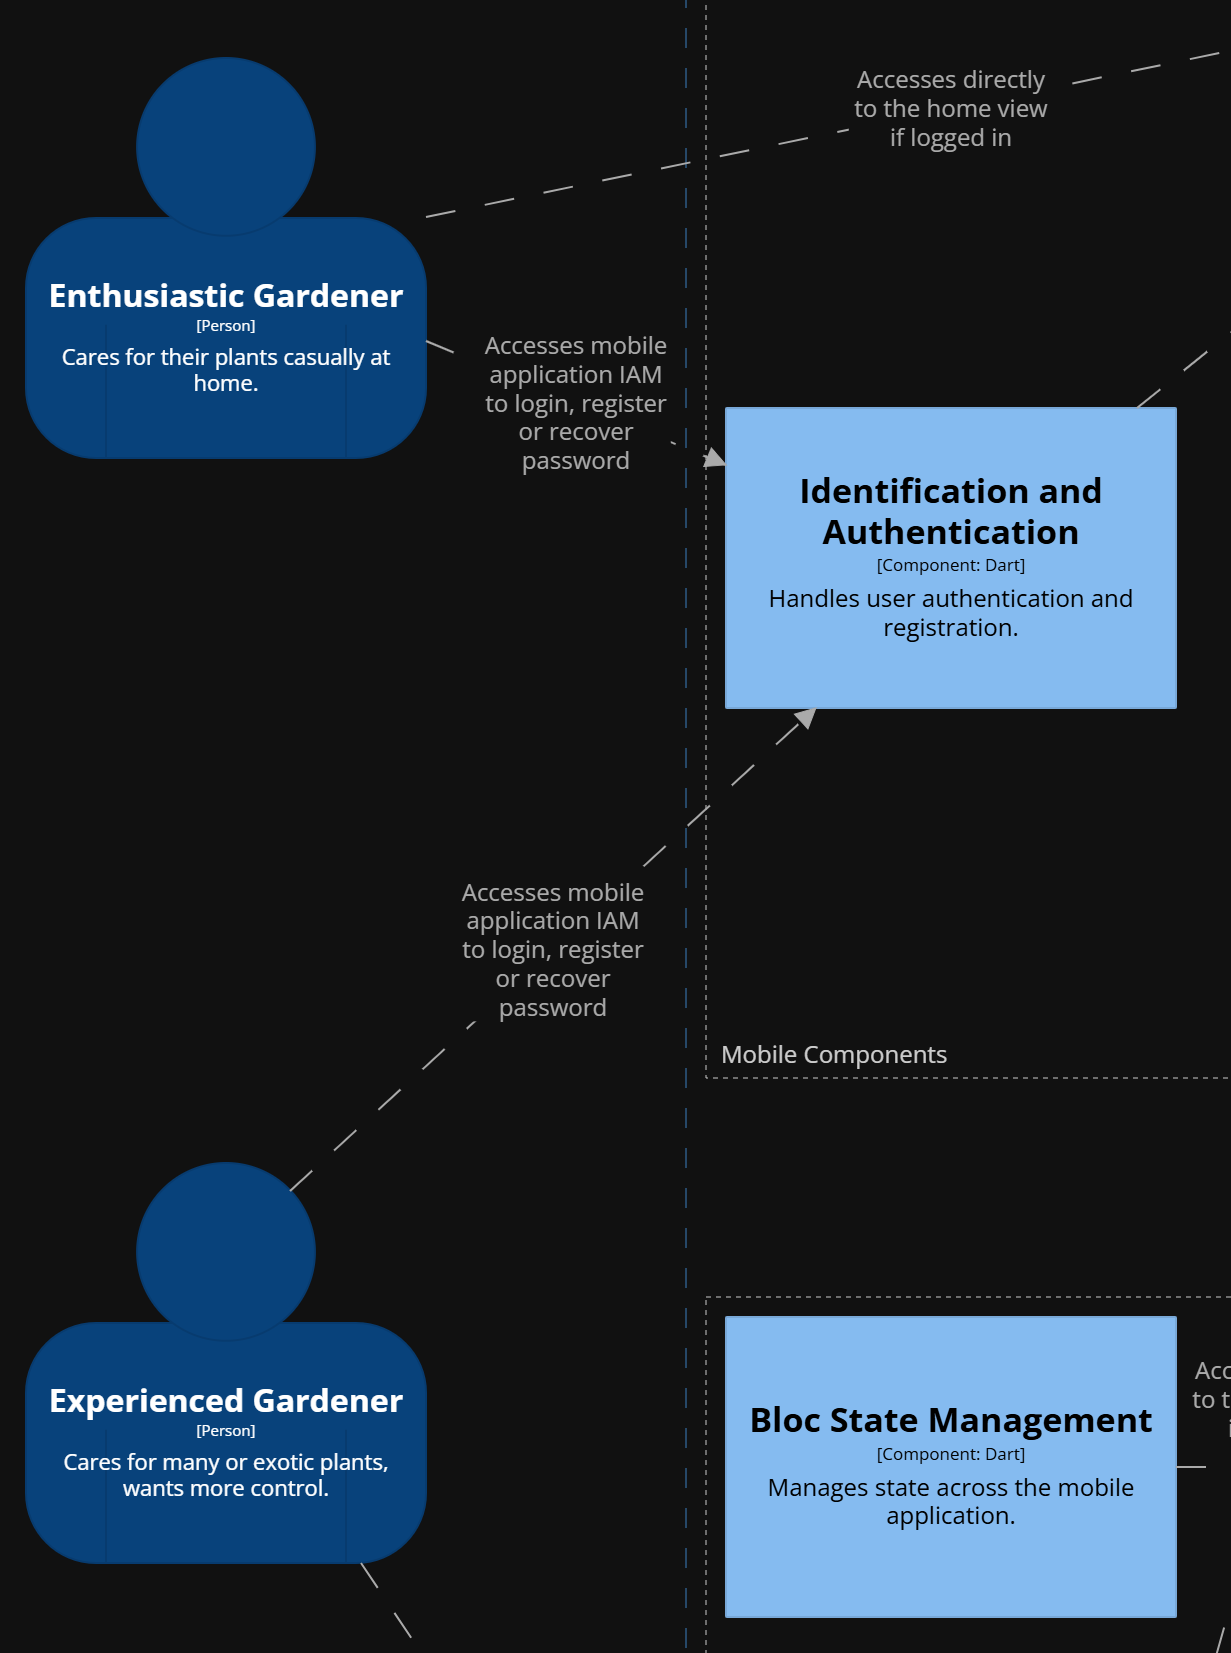 Accesses directly
to the home view
if logged in
Enthusiastic Gardener
[Person]
Cares for their plants casually at
home.
Accesses mobile
application IAM
to login, register
or recover
password
Identification and
Authentication
[Component: Dart]
Handles user authentication and
registration.
Accesses mobile
application IAM
to login, register
or recover
password
Mobile Components
Experienced Gardener
[Person]
Cares for many or exotic plants,
wants more control.
Bloc State Management
[Component: Dart]
Manages state across the mobile
application.